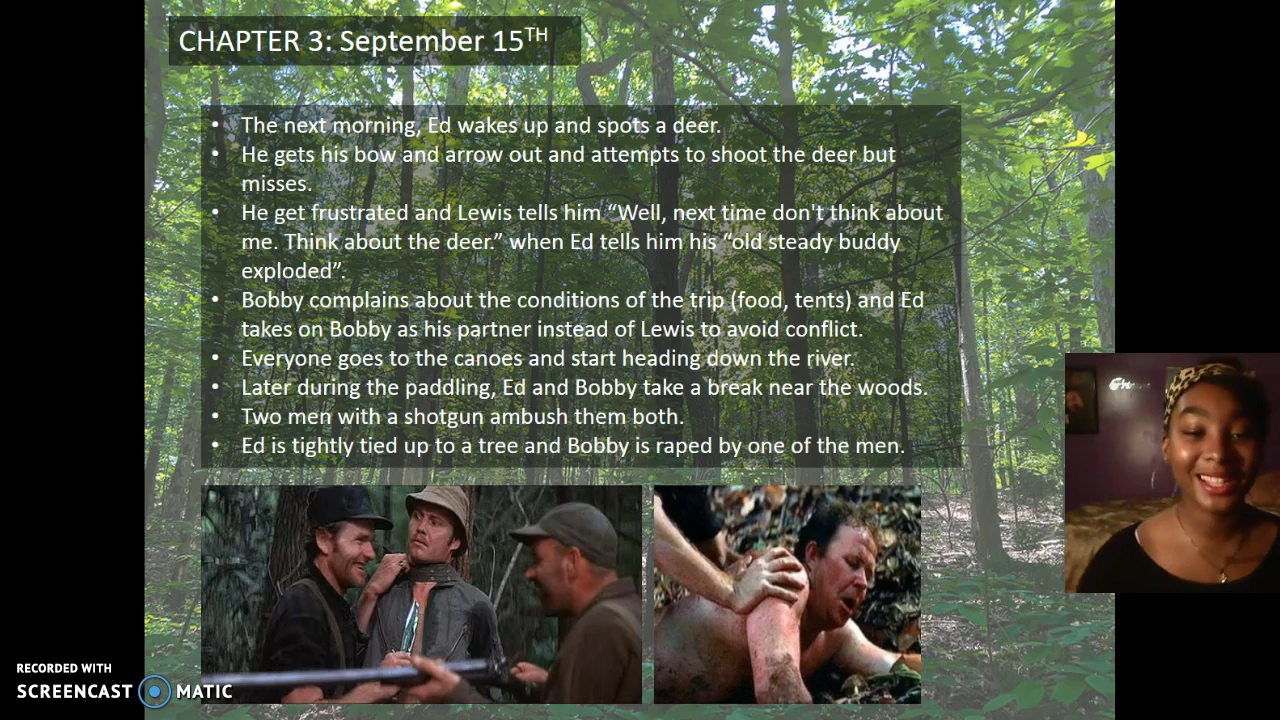 CHAPTER 3: September 15TH
• The next morning, Ed wakes up and spots a deer.
• He gets his bow and arrow out and attempts to shoot the deer but
misses.
• He get frustrated and Lewis tells him “Well, next time don't think about
me. Think about the deer.” when Ed tells him his “old steady buddy
exploded”.
• Bobby complains about the conditions of the trip (food, tents) and Ed
takes on Bobby as his partner instead of Lewis to avoid conflict.
• Everyone goes to the canoes and start heading down the river.
• Later during the paddling, Ed and Bobby take a break near the woods.
• Two men with a shotgun ambush them both.
• Ed is tightly tied up to a tree and Bobby is raped by one of the men.
RECORDED WITH
SCREENCAST MATIC